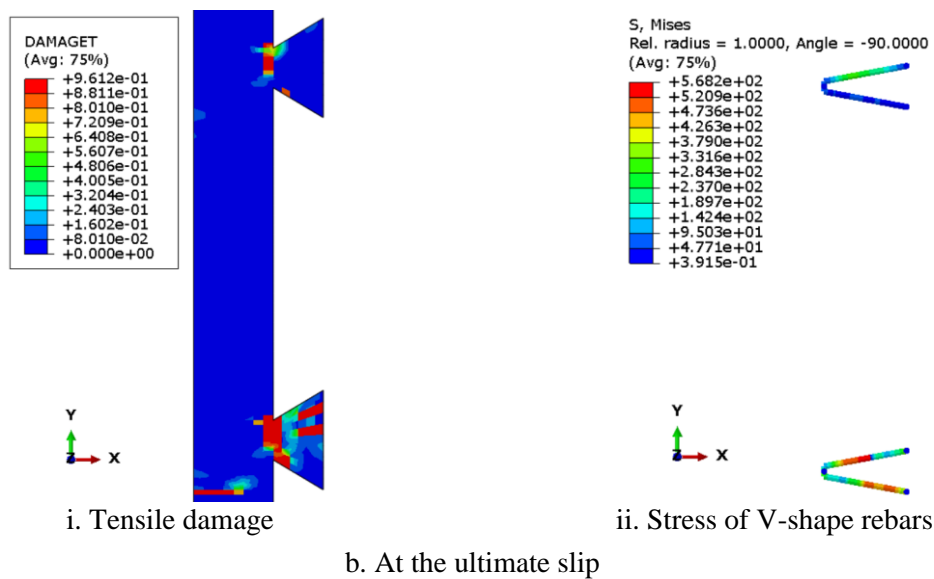 DAMAGET
(Avg: 75%)
+9.612e-01
+8.811e-01
+8.010e-01
+7.209e-01
+6.408e-01
+5.607e-01
+4.806e-01
+4.005e-01
+3.204e-01
+2.403e-01
+1.602e-01
+8.010e-02
+0.000e+00
Y
Z
X
i. Tensile damage
S, Mises
Rel. radius = 1.0000, Angle = -90.0000
(Avg: 75%)
+5.682e+02
+5.209e+02
+4.736e+02
+4.263e+02
+3.790e+02
+3.316e+02
+2.843e+02
+2.370e+02
+1.897e+02
+1.424e+02
+9.503e+01
+4.771e+01
+3.915e-01
Y
Z
X
ii. Stress of V-shape rebars
b. At the ultimate slip